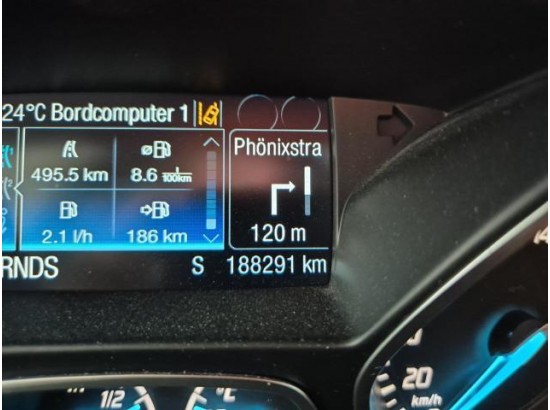 24°C Bordcomputer 1
Phönixstra
495.5 km
8.6 l/100km
2.1 l/h
186 km
120 m
RNDS
S
188291 km
20
km/h
1/2
°C